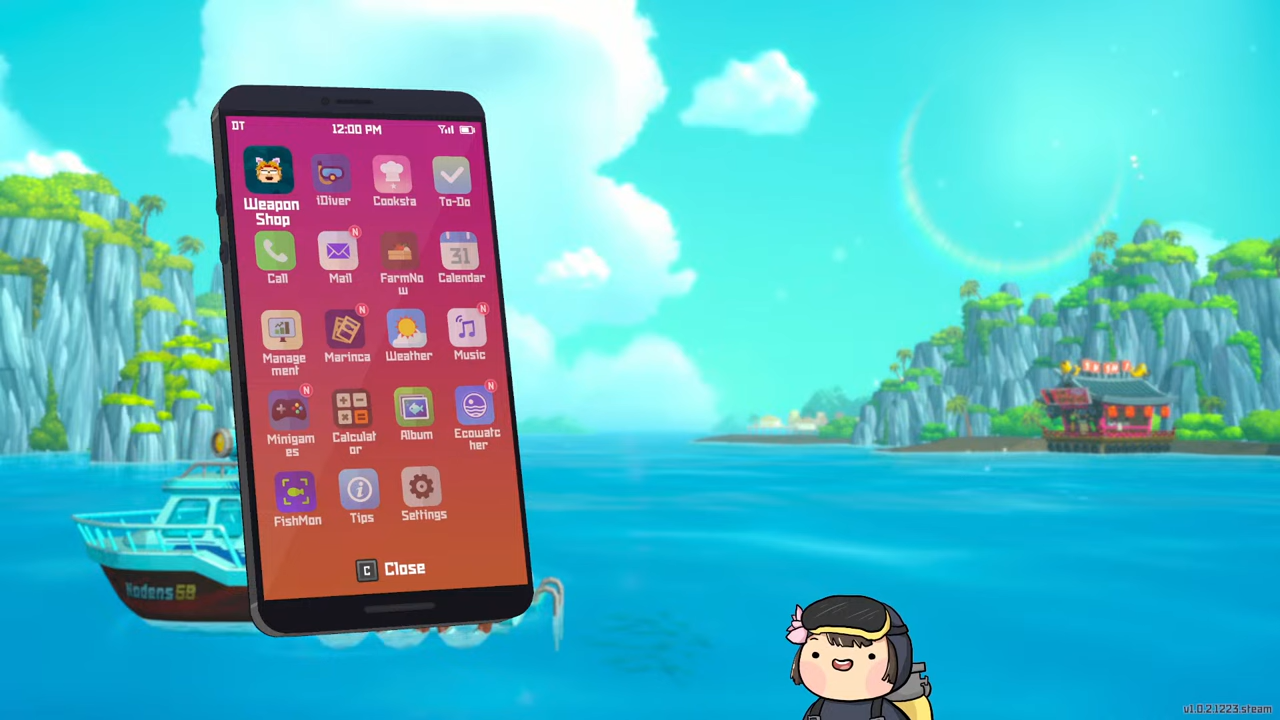 DT
12:00 PM
Weapon
Shop
iDiver
Cooksta
To-Do
Call
N
Mail
FarmNo
w
31
Calendar
Manage
ment
N
Marinca
Weather
N
Music
N
Minigam
es
Calculat
or
Album
N
Ecowatc
her
FishMon
Tips
Settings
C Close
Nodens 68
v1.0.2.1223.steam